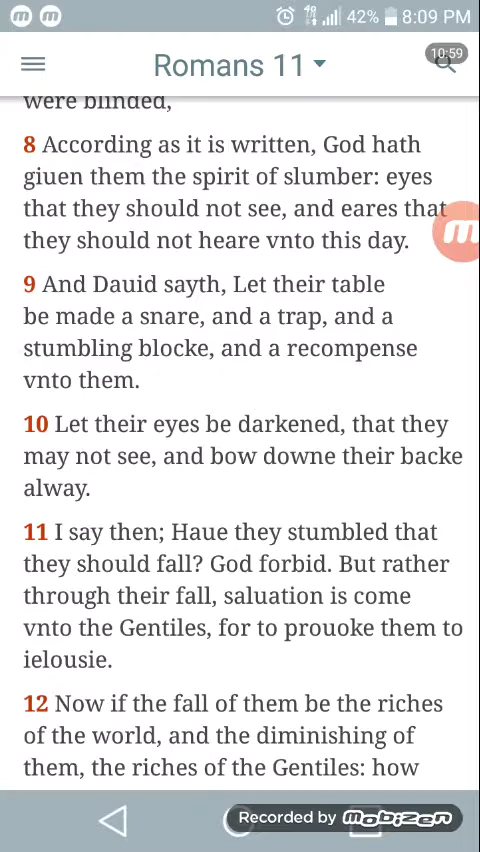 4G 42% 8:09 PM
Romans 11
10:59
were blinded,
8 According as it is written, God hath
giuen them the spirit of slumber: eyes
that they should not see, and eares that
they should not heare vnto this day.
9 And Dauid sayth, Let their table
be made a snare, and a trap, and a
stumbling blocke, and a recompense
vnto them.
10 Let their eyes be darkened, that they
may not see, and bow downe their backe
alway.
11 I say then; Haue they stumbled that
they should fall? God forbid. But rather
through their fall, saluation is come
vnto the Gentiles, for to prouoke them to
ielousie.
12 Now if the fall of them be the riches
of the world, and the diminishing of
them, the riches of the Gentiles: how
Recorded by mobizen